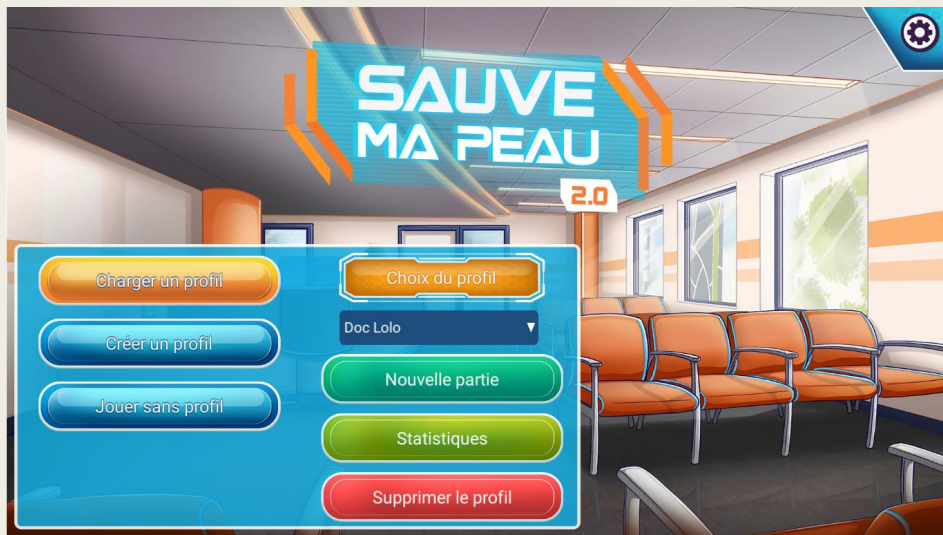 SAUVE
MA PEAU
2.0
Charger un profil
Créer un profil
Jouer sans profil
Choix du profil
Doc Lolo ▼
Nouvelle partie
Statistiques
Supprimer le profil